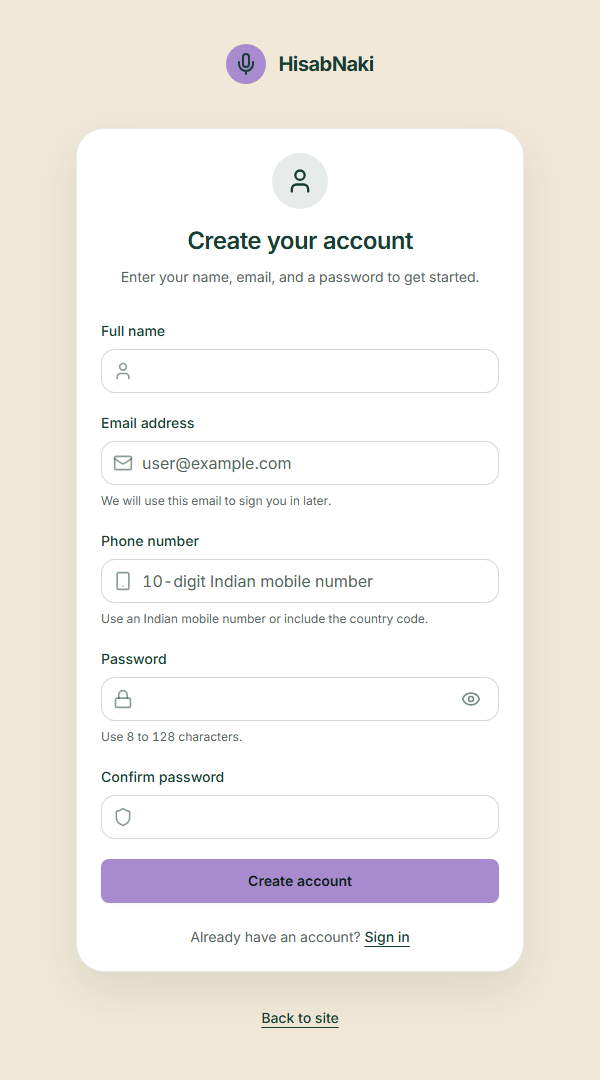 HisabNaki
Create your account
Enter your name, email, and a password to get started.
Full name
Email address
user@example.com
We will use this email to sign you in later.
Phone number
10-digit Indian mobile number
Use an Indian mobile number or include the country code.
Password
Use 8 to 128 characters.
Confirm password
Create account
Already have an account? Sign in
Back to site